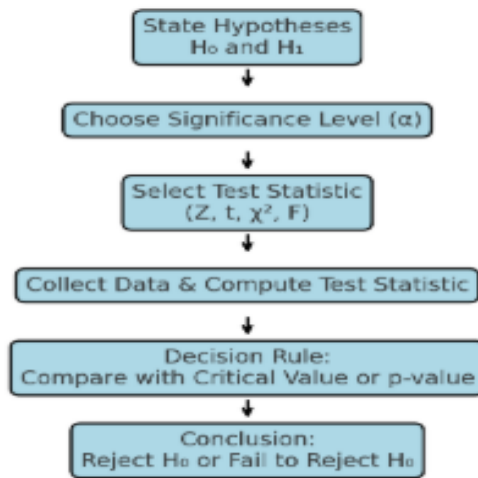 State Hypotheses
H₀ and H₁
Choose Significance Level (α)
Select Test Statistic
(Z, t, χ², F)
Collect Data & Compute Test Statistic
Decision Rule:
Compare with Critical Value or p-value
Conclusion:
Reject H₀ or Fail to Reject H₀